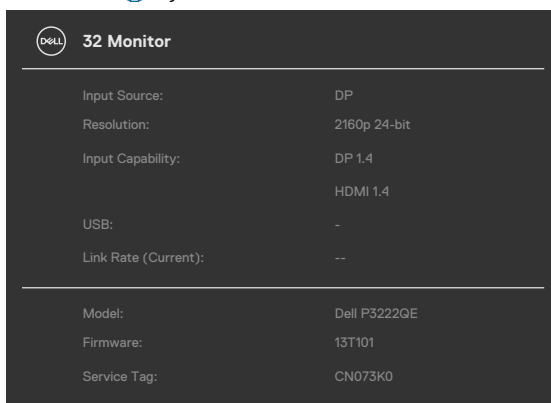 DELL 32 Monitor
Input Source: DP
Resolution: 2160p 24-bit
Input Capability: DP 1.4
HDMI 1.4
USB: -
Link Rate (Current): --
Model: Dell P3222QE
Firmware: 13T101
Service Tag: CN073K0